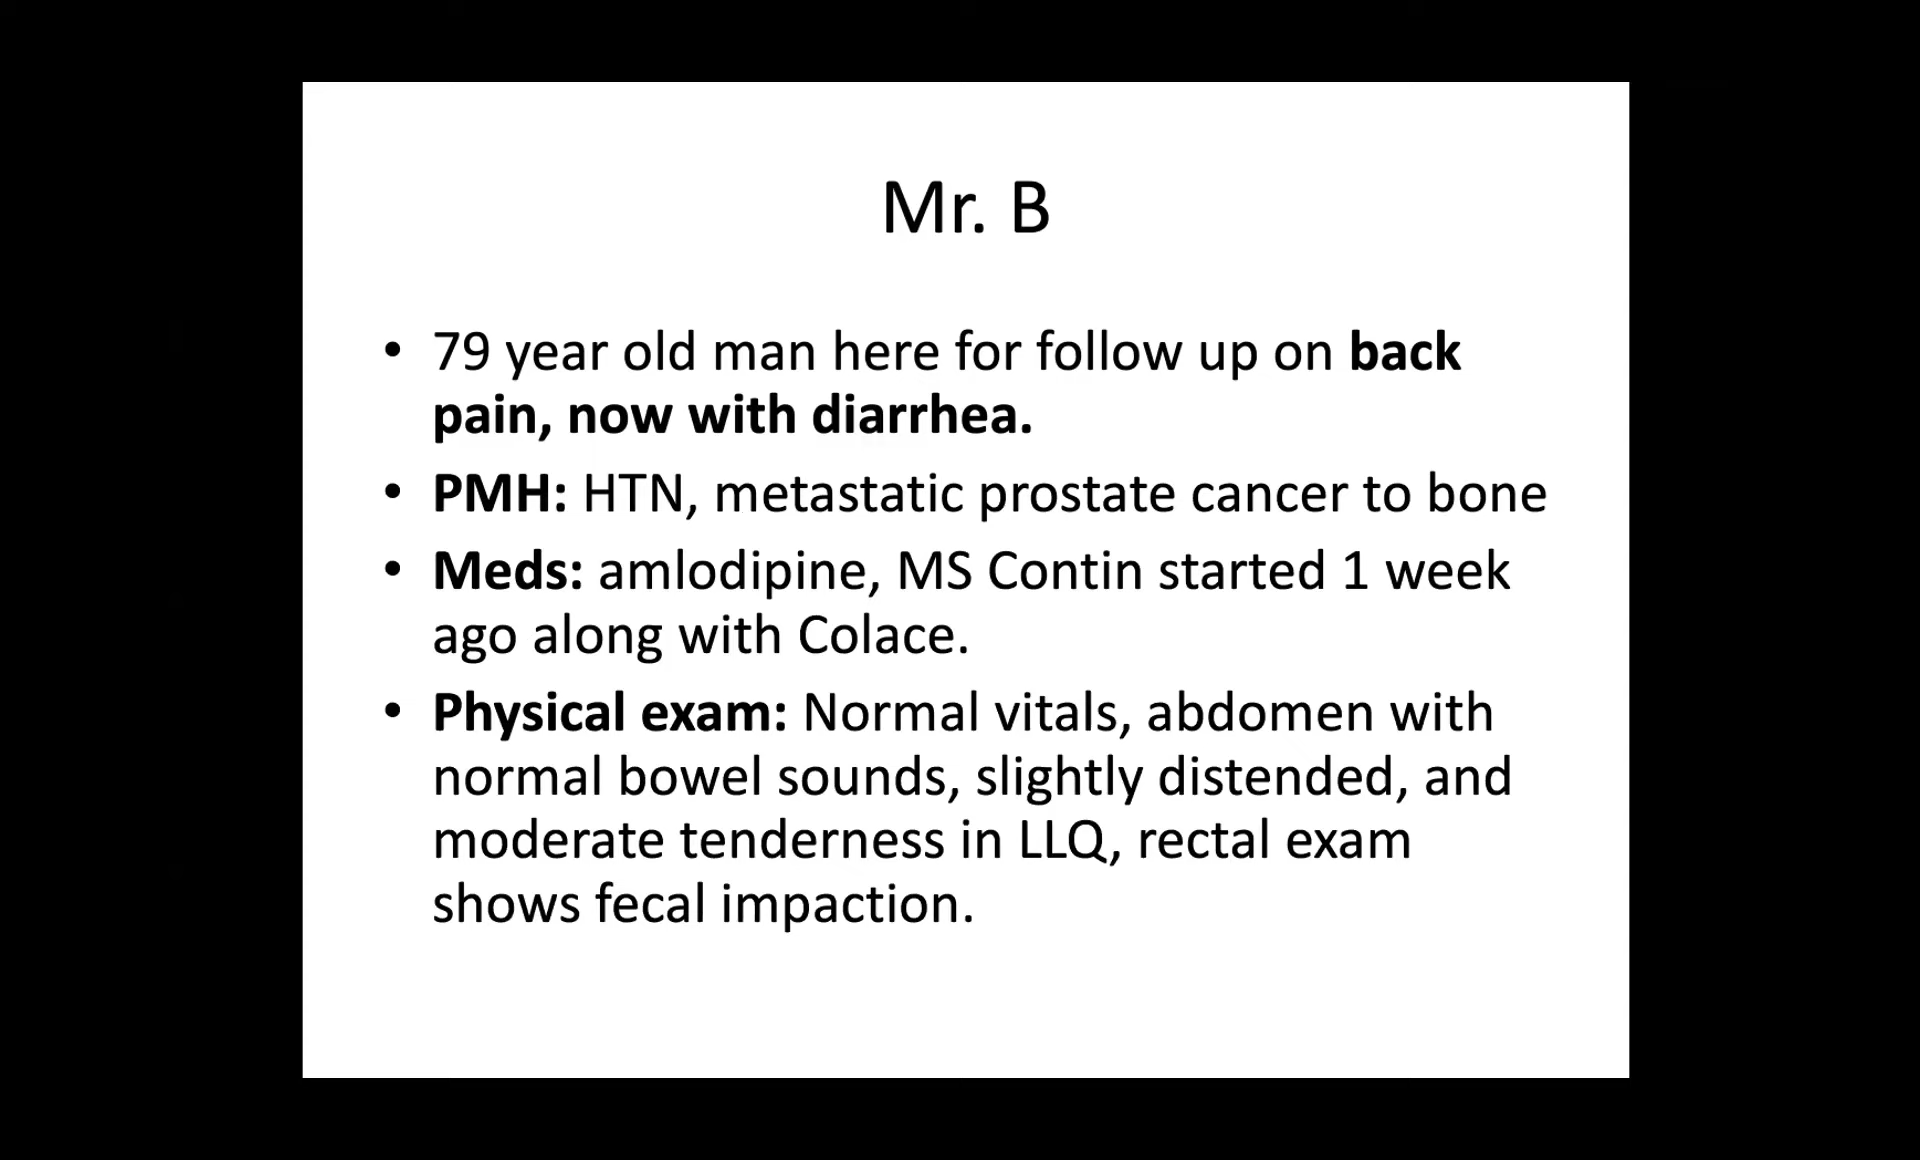 Mr. B
• 79 year old man here for follow up on back
pain, now with diarrhea.
• PMH: HTN, metastatic prostate cancer to bone
• Meds: amlodipine, MS Contin started 1 week
ago along with Colace.
• Physical exam: Normal vitals, abdomen with
normal bowel sounds, slightly distended, and
moderate tenderness in LLQ, rectal exam
shows fecal impaction.